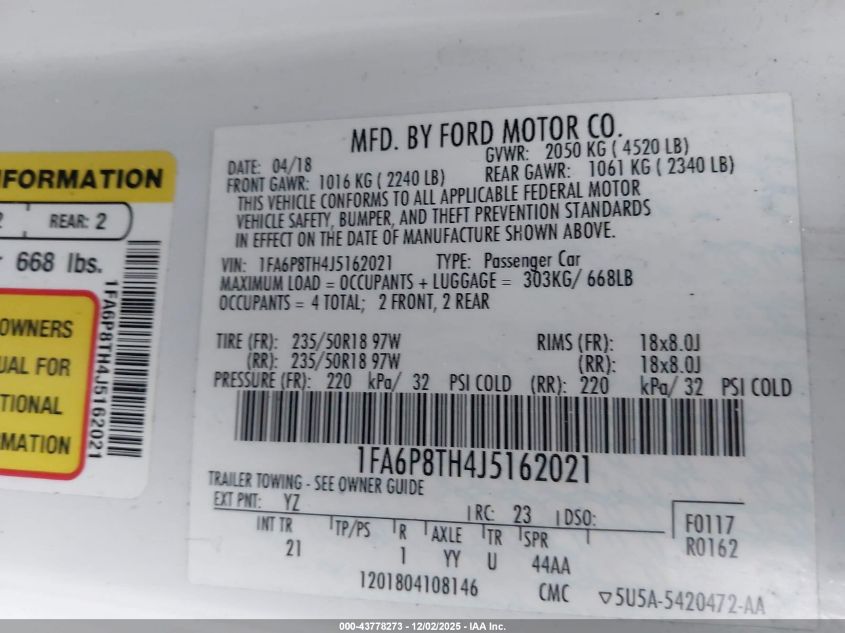 NFORMATION
2 REAR: 2
668 lbs.
OWNERS
UAL FOR
TIONAL
MATION
1FA6P8TH4J5162021
MFD. BY FORD MOTOR CO.
DATE: 04/18 GVWR: 2050 KG ( 4520 LB)
FRONT GAWR: 1016 KG ( 2240 LB) REAR GAWR: 1061 KG ( 2340 LB)
THIS VEHICLE CONFORMS TO ALL APPLICABLE FEDERAL MOTOR
VEHICLE SAFETY, BUMPER, AND THEFT PREVENTION STANDARDS
IN EFFECT ON THE DATE OF MANUFACTURE SHOWN ABOVE.
VIN: 1FA6P8TH4J5162021 TYPE: Passenger Car
MAXIMUM LOAD = OCCUPANTS + LUGGAGE = 303KG/ 668LB
OCCUPANTS = 4 TOTAL; 2 FRONT, 2 REAR
TIRE (FR): 235/50R18 97W RIMS (FR): 18x8.0J
(RR): 235/50R18 97W (RR): 18x8.0J
PRESSURE (FR): 220 kPa/ 32 PSI COLD (RR): 220 kPa/ 32 PSI COLD
1FA6P8TH4J5162021
TRAILER TOWING - SEE OWNER GUIDE
EXT PNT: YZ RC: 23 DSO: F0117
INT TR TP/PS R AXLE TR SPR R0162
21 1 YY U 44AA
1201804108146 CMC ▽5U5A-5420472-AA
000-43778273 - 12/02/2025 - IAA Inc.